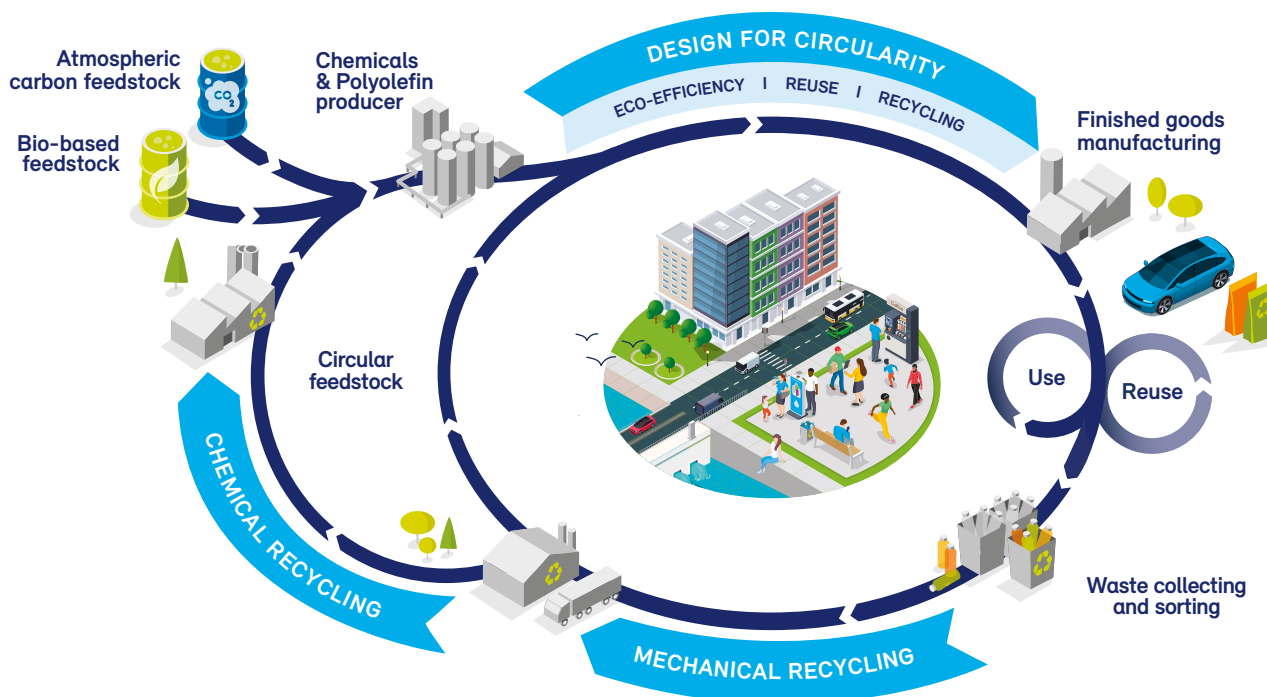 Atmospheric
carbon feedstock
CO2
Bio-based
feedstock
Chemicals
& Polyolefin
producer
DESIGN FOR CIRCULARITY
ECO-EFFICIENCY I REUSE I RECYCLING
Finished goods
manufacturing
Circular
feedstock
Use
Reuse
CHEMICAL RECYCLING
MECHANICAL RECYCLING
Waste collecting
and sorting